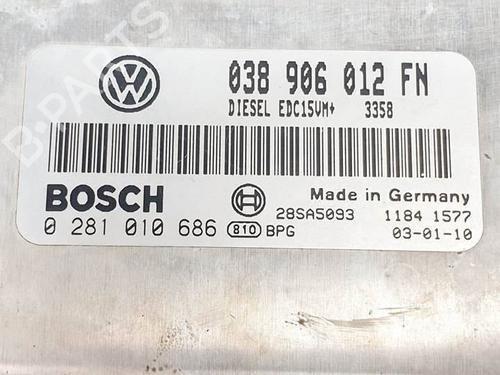 VW
038 906 012 FN
DIESEL EDC15VM+ 3358
BOSCH
Made in Germany
28SA5093 1184 1577
0 281 010 686 810 BPG 03-01-10
B-PARTS